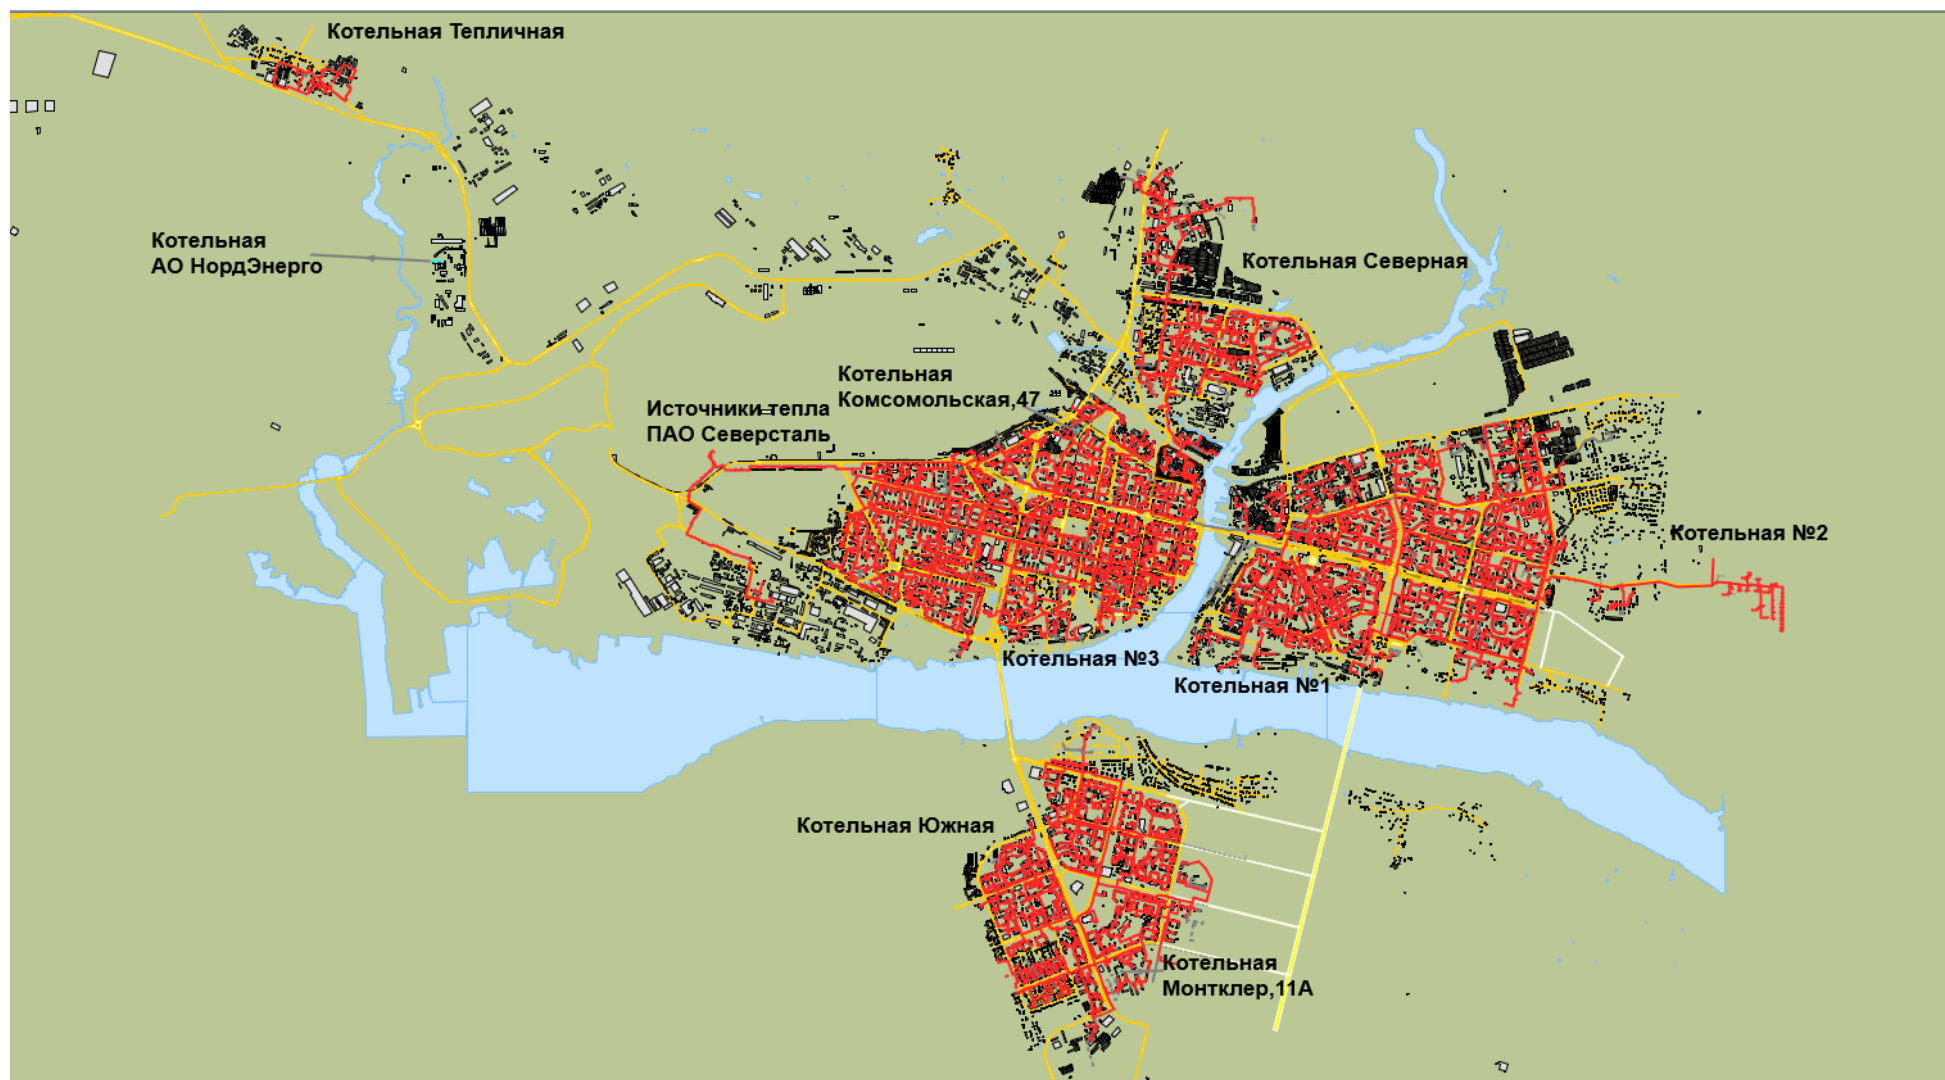 Котельная Тепличная
Котельная
АО НордЭнерго
Котельная Северная
Котельная
Комсомольская,47
Источники тепла
ПАО Северсталь
Котельная №2
Котельная №3
Котельная №1
Котельная Южная
Котельная
Монтклер,11А